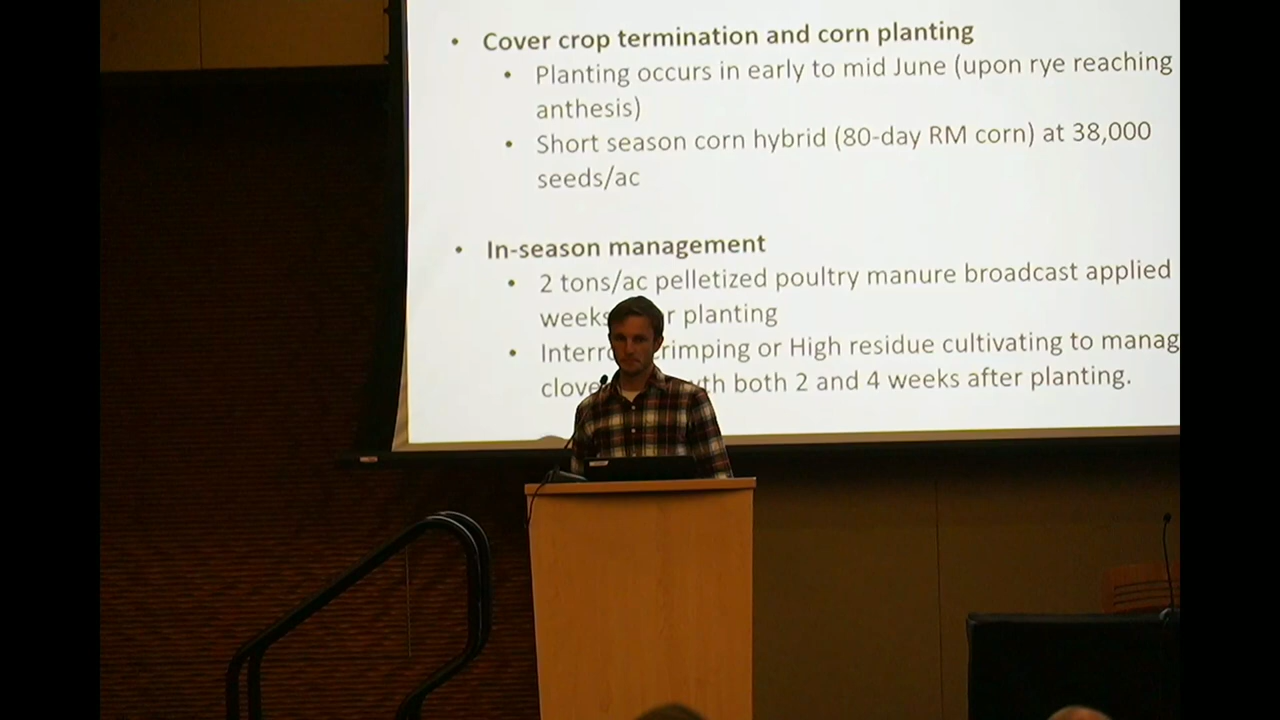 • Cover crop termination and corn planting
• Planting occurs in early to mid June (upon rye reaching
anthesis)
• Short season corn hybrid (80-day RM corn) at 38,000
seeds/ac
• In-season management
• 2 tons/ac pelletized poultry manure broadcast applied
weeks planting
• or High residue cultivating to
both 2 and 4 weeks after planting.